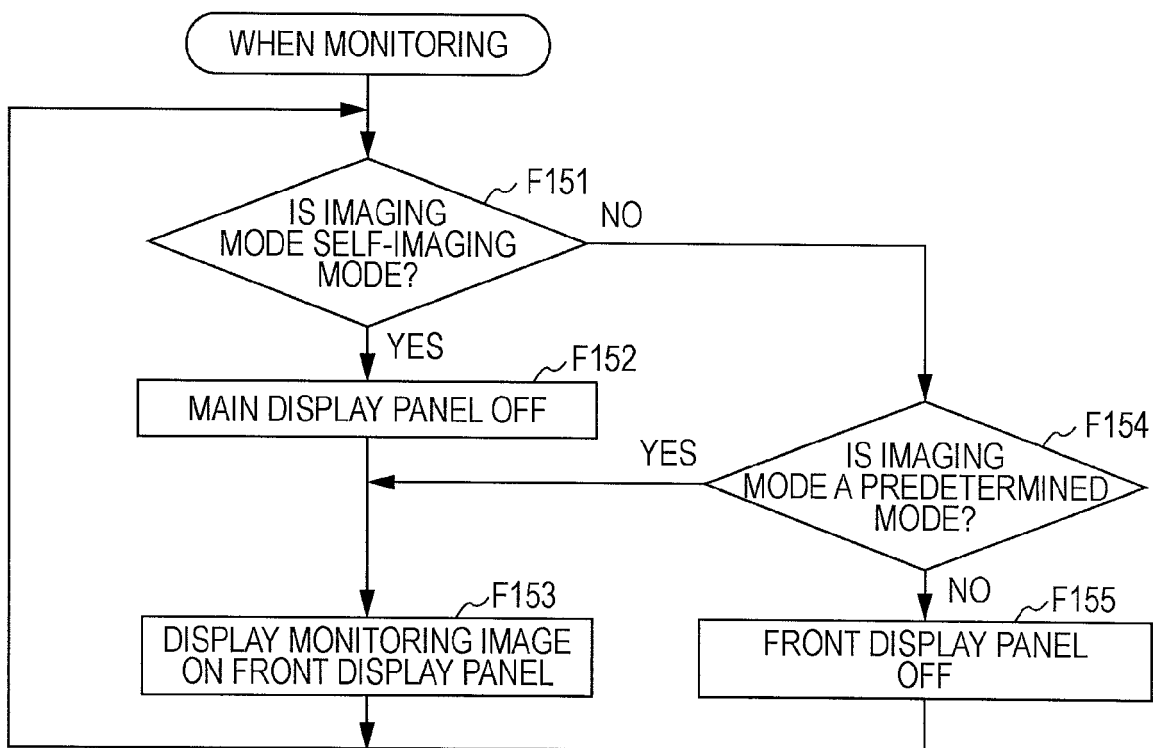 WHEN MONITORING
F151
IS IMAGING
MODE SELF-IMAGING
MODE?
NO
YES
F152
MAIN DISPLAY PANEL OFF
F154
YES
IS IMAGING
MODE A PREDETERMINED
MODE?
NO
F153
DISPLAY MONITORING IMAGE
ON FRONT DISPLAY PANEL
F155
FRONT DISPLAY PANEL
OFF